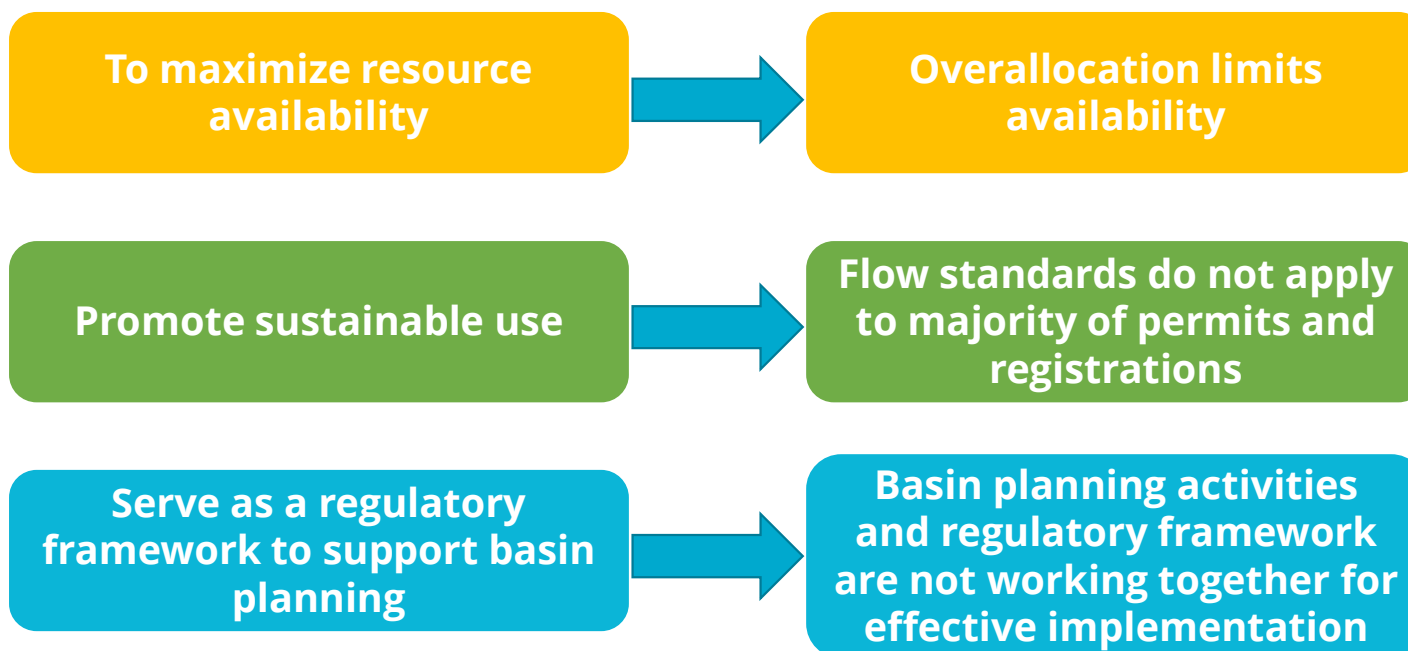 To maximize resource
availability
Overallocation limits
availability
Promote sustainable use
Flow standards do not apply
to majority of permits and
registrations
Serve as a regulatory
framework to support basin
planning
Basin planning activities
and regulatory framework
are not working together for
effective implementation